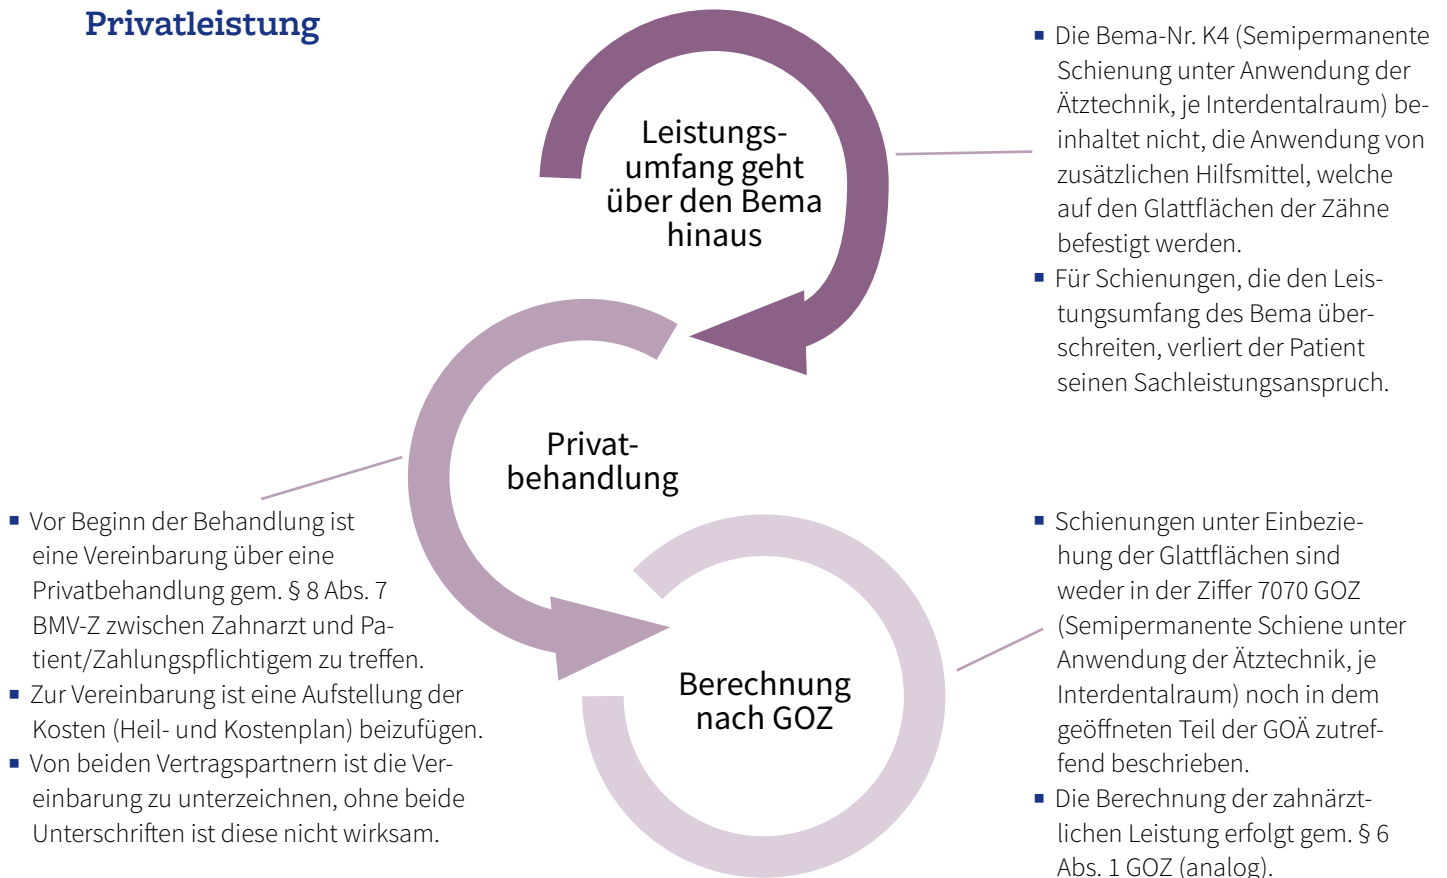 Privatleistung
Leistungs-
umfang geht
über den Bema
hinaus
■ Die Bema-Nr. K4 (Semipermanente
Schienung unter Anwendung der
Ätztechnik, je Interdentalraum) be-
inhaltet nicht, die Anwendung von
zusätzlichen Hilfsmittel, welche
auf den Glattflächen der Zähne
befestigt werden.
■ Für Schienungen, die den Leis-
tungsumfang des Bema über-
schreiten, verliert der Patient
seinen Sachleistungsanspruch.
Privat-
behandlung
■ Vor Beginn der Behandlung ist
eine Vereinbarung über eine
Privatbehandlung gem. § 8 Abs. 7
BMV-Z zwischen Zahnarzt und Pa-
tient/Zahlungspflichtigem zu treffen.
■ Zur Vereinbarung ist eine Aufstellung der
Kosten (Heil- und Kostenplan) beizufügen.
■ Von beiden Vertragspartnern ist die Ver-
einbarung zu unterzeichnen, ohne beide
Unterschriften ist diese nicht wirksam.
Berechnung
nach GOZ
■ Schienungen unter Einbezie-
hung der Glattflächen sind
weder in der Ziffer 7070 GOZ
(Semipermanente Schiene unter
Anwendung der Ätztechnik, je
Interdentalraum) noch in dem
geöffneten Teil der GOÄ zutref-
fend beschrieben.
■ Die Berechnung der zahnärzt-
lichen Leistung erfolgt gem. § 6
Abs. 1 GOZ (analog).